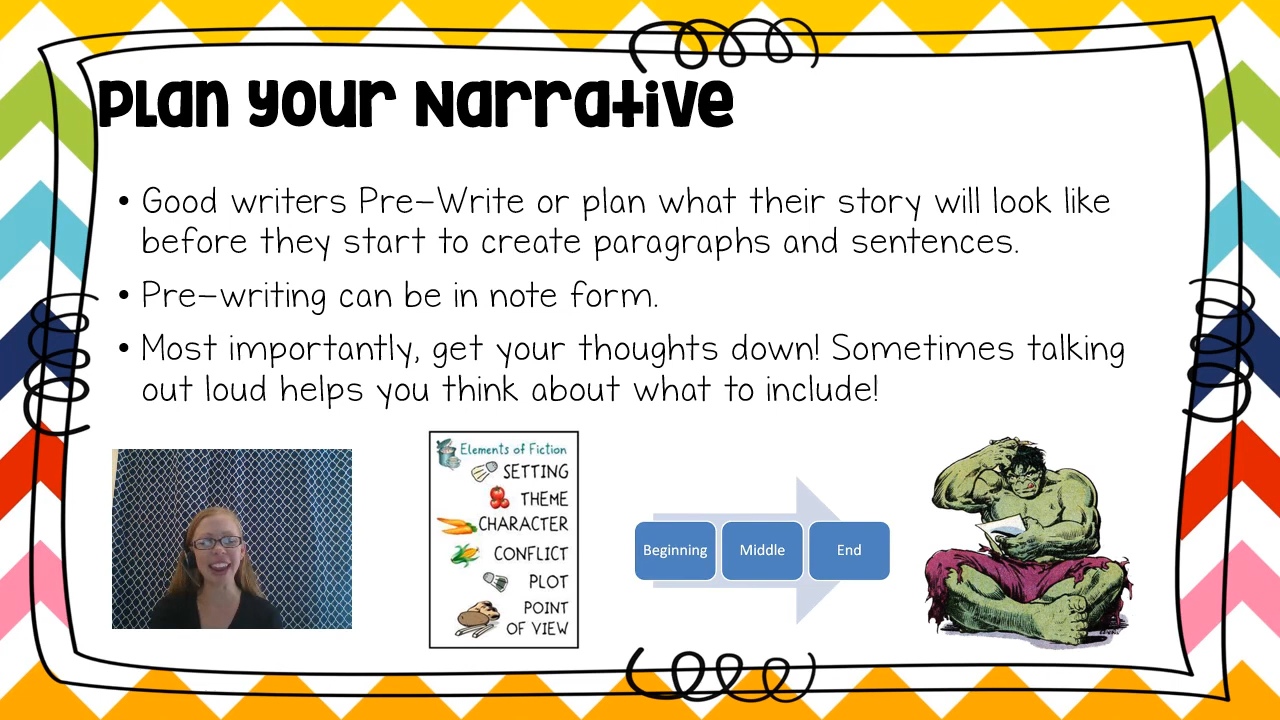 Plan Your Narrative
• Good writers Pre-Write or plan what their story will look like
before they start to create paragraphs and sentences.
• Pre-writing can be in note form.
• Most importantly, get your thoughts down! Sometimes talking
out loud helps you think about what to include!
Elements of Fiction
SETTING
THEME
CHARACTER
CONFLICT
PLOT
POINT
OF VIEW
Beginning
Middle
End